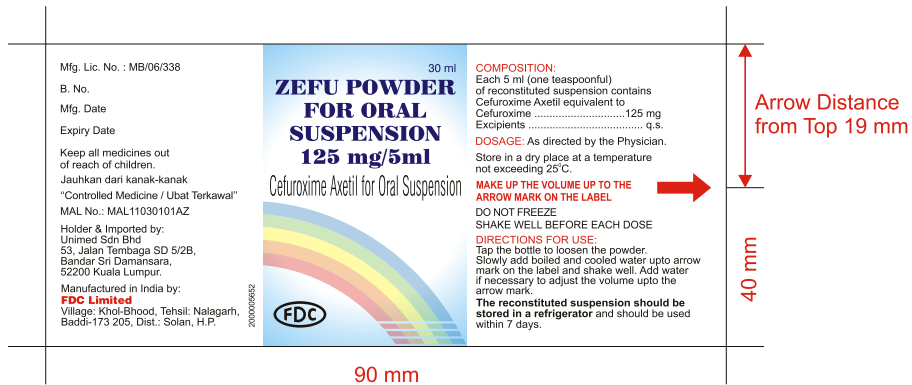 Mfg. Lic. No. : MB/06/338
B. No.
Mfg. Date
Expiry Date
Keep all medicines out
of reach of children.
Jauhkan dari kanak-kanak
“Controlled Medicine / Ubat Terkawal”
MAL No.: MAL11030101AZ
Holder & Imported by:
Unimed Sdn Bhd
53, Jalan Tembaga SD 5/2B,
Bandar Sri Damansara,
52200 Kuala Lumpur.
Manufactured in India by:
FDC Limited
Village: Khol-Bhood, Tehsil: Nalagarh,
Baddi-173 205, Dist.: Solan, H.P.
2000005652
30 ml
ZEFU POWDER
FOR ORAL
SUSPENSION
125 mg/5ml
Cefuroxime Axetil for Oral Suspension
FDC
COMPOSITION:
Each 5 ml (one teaspoonful)
of reconstituted suspension contains
Cefuroxime Axetil equivalent to
Cefuroxime ..............................125 mg
Excipients ...................................... q.s.
DOSAGE: As directed by the Physician.
Store in a dry place at a temperature
not exceeding 25°C.
MAKE UP THE VOLUME UP TO THE
ARROW MARK ON THE LABEL
DO NOT FREEZE
SHAKE WELL BEFORE EACH DOSE
DIRECTIONS FOR USE:
Tap the bottle to loosen the powder.
Slowly add boiled and cooled water upto arrow
mark on the label and shake well. Add water
if necessary to adjust the volume upto the
arrow mark.
The reconstituted suspension should be
stored in a refrigerator and should be used
within 7 days.
Arrow Distance
from Top 19 mm
40 mm
90 mm